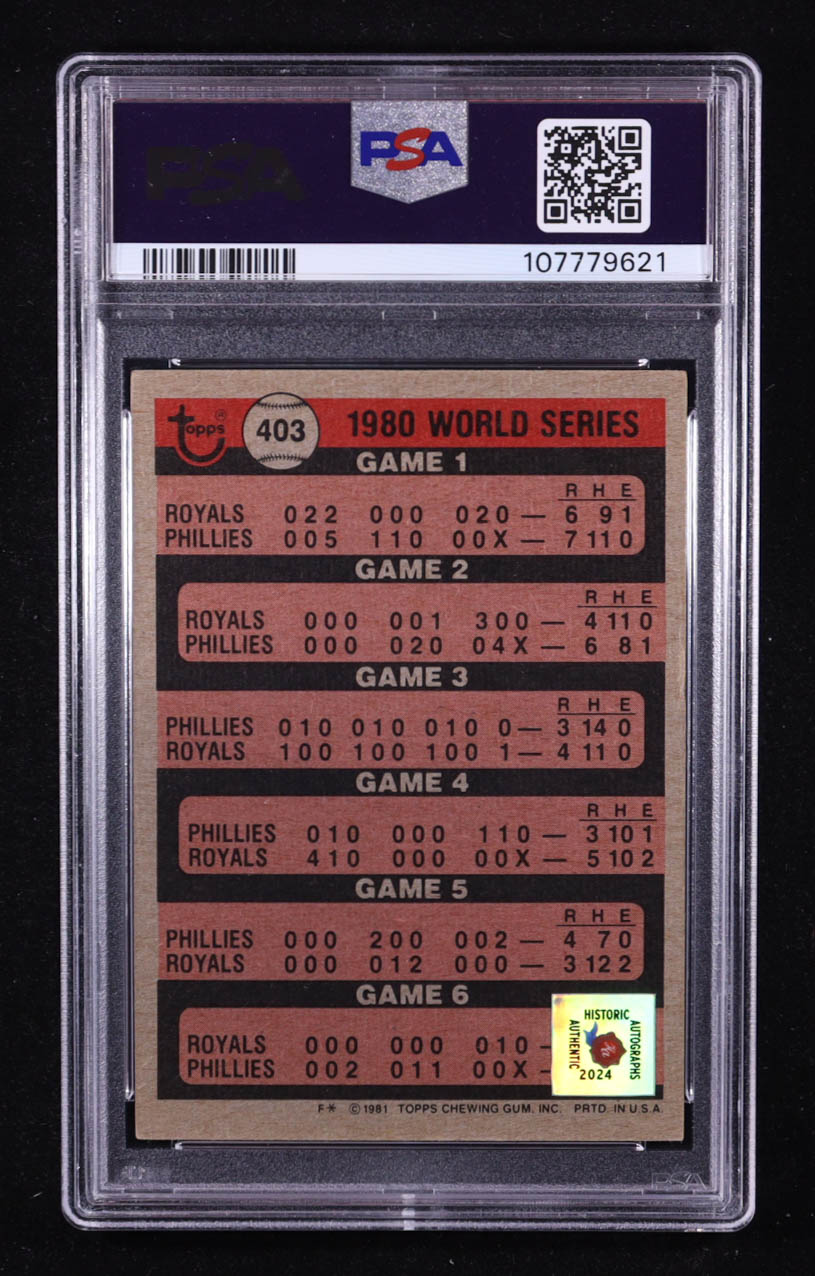 PSA PSA
107779621
Topps® 403 1980 WORLD SERIES
GAME 1
R H E
ROYALS 022 000 020 — 6 9 1
PHILLIES 005 110 00X — 7 11 0
GAME 2
R H E
ROYALS 000 001 300 — 4 11 0
PHILLIES 000 020 04X — 6 8 1
GAME 3
R H E
PHILLIES 010 010 010 0 — 3 14 0
ROYALS 100 100 100 1 — 4 11 0
GAME 4
R H E
PHILLIES 010 000 110 — 3 10 1
ROYALS 410 000 00X — 5 10 2
GAME 5
R H E
PHILLIES 000 200 002 — 4 7 0
ROYALS 000 012 000 — 3 12 2
GAME 6
ROYALS 000 000 010 —
PHILLIES 002 011 00X —
HISTORIC AUTOGRAPHS
AUTHENTIC
2024
F* © 1981 TOPPS CHEWING GUM, INC. PRTD. IN U.S.A.
PSA